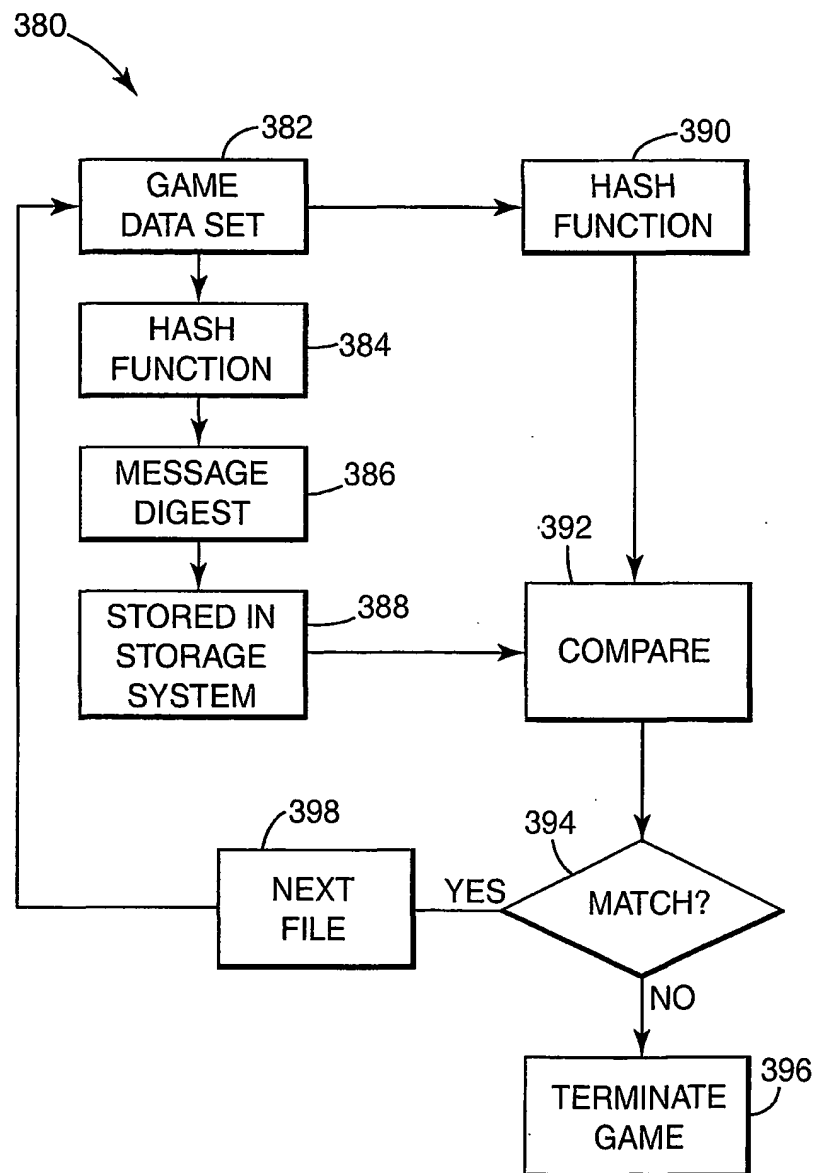 380
382
GAME
DATA SET
390
HASH
FUNCTION
HASH
FUNCTION
384
MESSAGE
DIGEST
386
STORED IN
STORAGE
SYSTEM
388
392
COMPARE
394
MATCH?
YES
398
NEXT
FILE
NO
TERMINATE
GAME
396